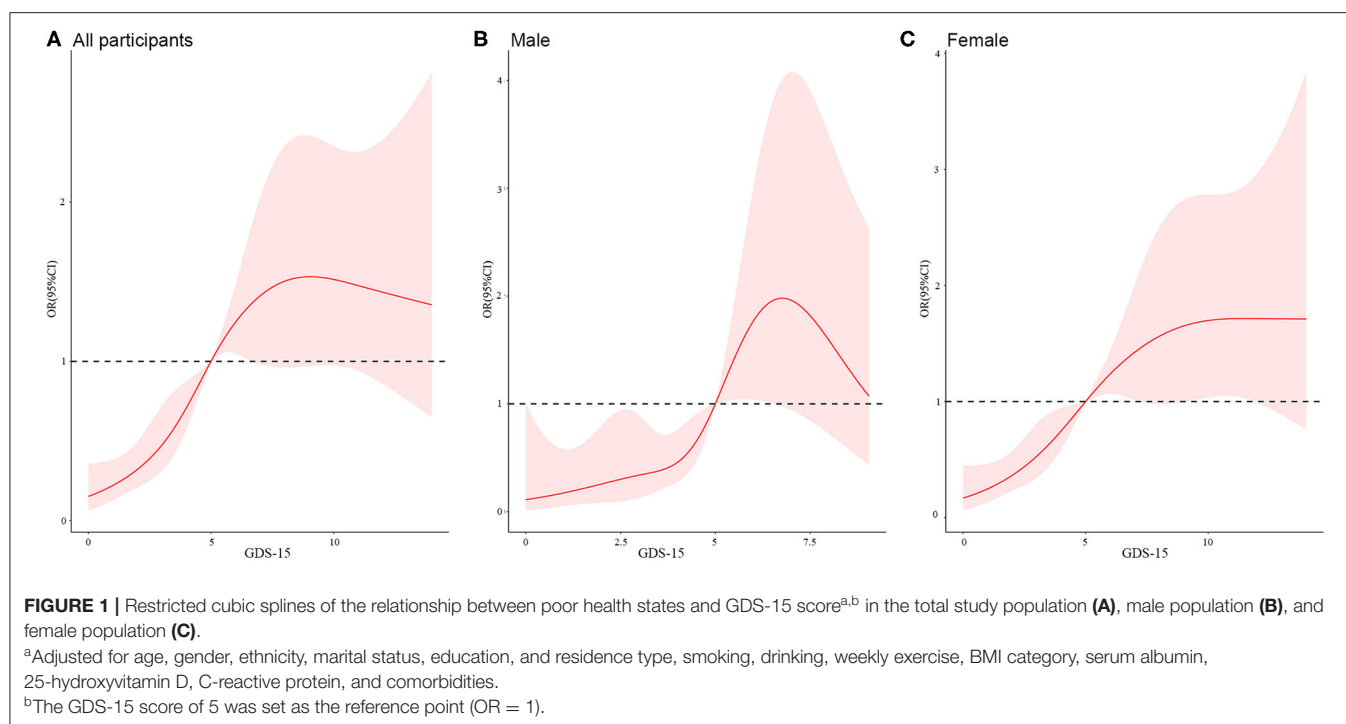 A All participants
B Male
C Female
OR(95%CI)
2
1
0
0 5 10
GDS-15
OR(95%CI)
4
3
2
1
0
0 2.5 5 7.5
GDS-15
OR(95%CI)
4
3
2
1
0
0 5 10
GDS-15
FIGURE 1 | Restricted cubic splines of the relationship between poor health states and GDS-15 scorea,b in the total study population (A), male population (B), and
female population (C).
aAdjusted for age, gender, ethnicity, marital status, education, and residence type, smoking, drinking, weekly exercise, BMI category, serum albumin,
25-hydroxyvitamin D, C-reactive protein, and comorbidities.
bThe GDS-15 score of 5 was set as the reference point (OR = 1).